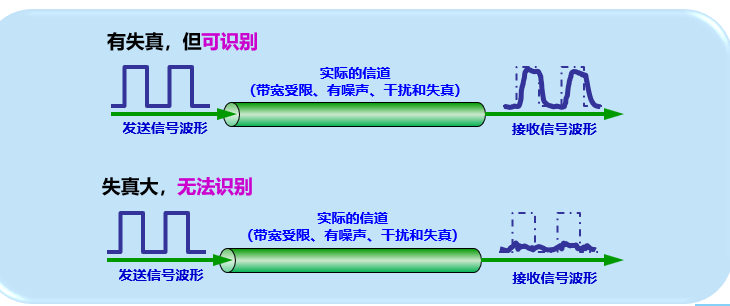 有失真，但可识别
实际的信道
（带宽受限、有噪声、干扰和失真）
发送信号波形
接收信号波形
失真大，无法识别
实际的信道
（带宽受限、有噪声、干扰和失真）
发送信号波形
接收信号波形